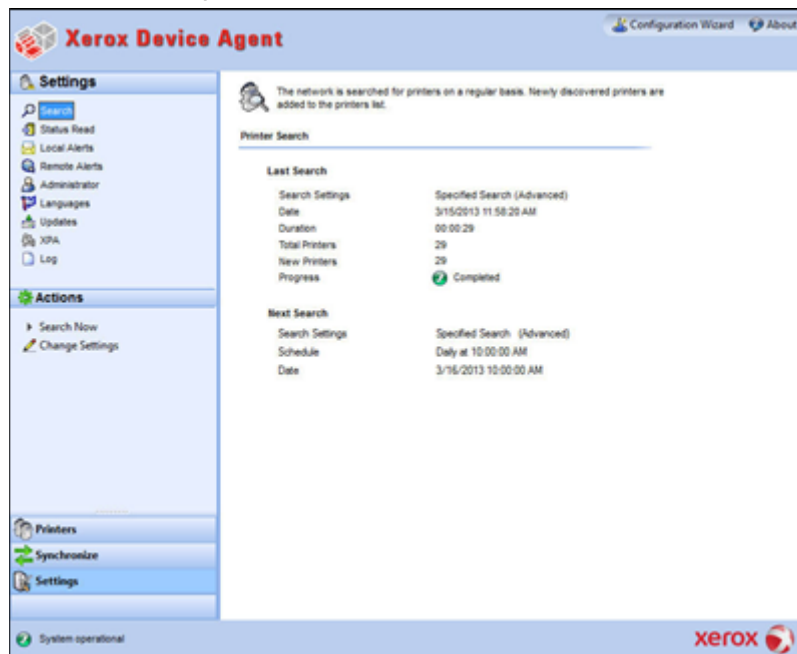 Xerox Device Agent
Configuration Wizard About
Settings
Search
Status Read
Local Alerts
Remote Alerts
Administrator
Languages
Updates
XPA
Log
Actions
Search Now
Change Settings
Printers
Synchronize
Settings
The network is searched for printers on a regular basis. Newly discovered printers are
added to the printers list.
Printer Search
Last Search
Search Settings Specified Search (Advanced)
Date 3/15/2013 11:58:20 AM
Duration 00:00:29
Total Printers 29
New Printers 29
Progress Completed
Next Search
Search Settings Specified Search (Advanced)
Schedule Daily at 10:00:00 AM
Date 3/16/2013 10:00:00 AM
System operational
xerox